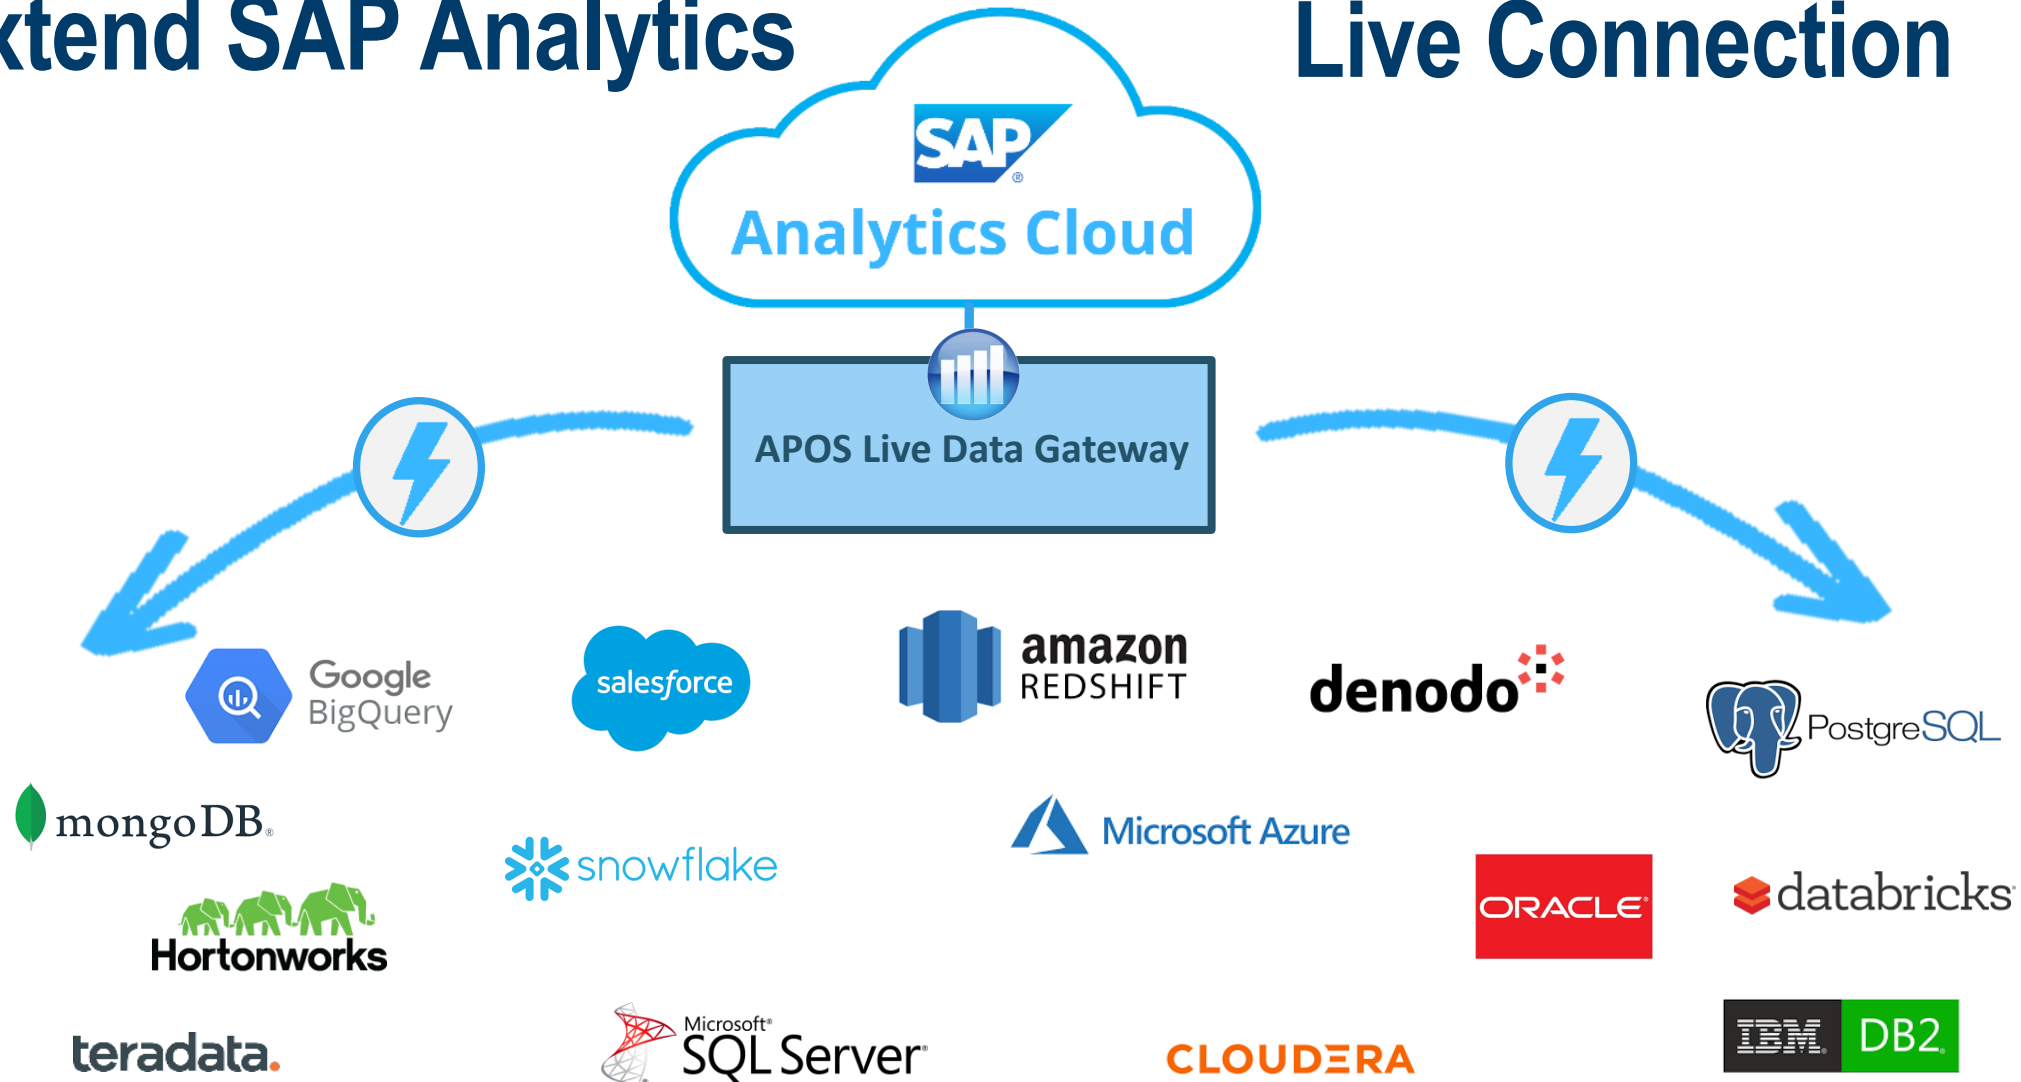 xtend SAP Analytics
Live Connection
SAP®
Analytics Cloud
APOS Live Data Gateway
Google
BigQuery
salesforce
amazon
REDSHIFT
denodo
PostgreSQL
mongoDB®
snowflake
Microsoft Azure
ORACLE®
databricks
Hortonworks
teradata.
Microsoft®
SQL Server®
CLOUDERA
IBM® DB2®